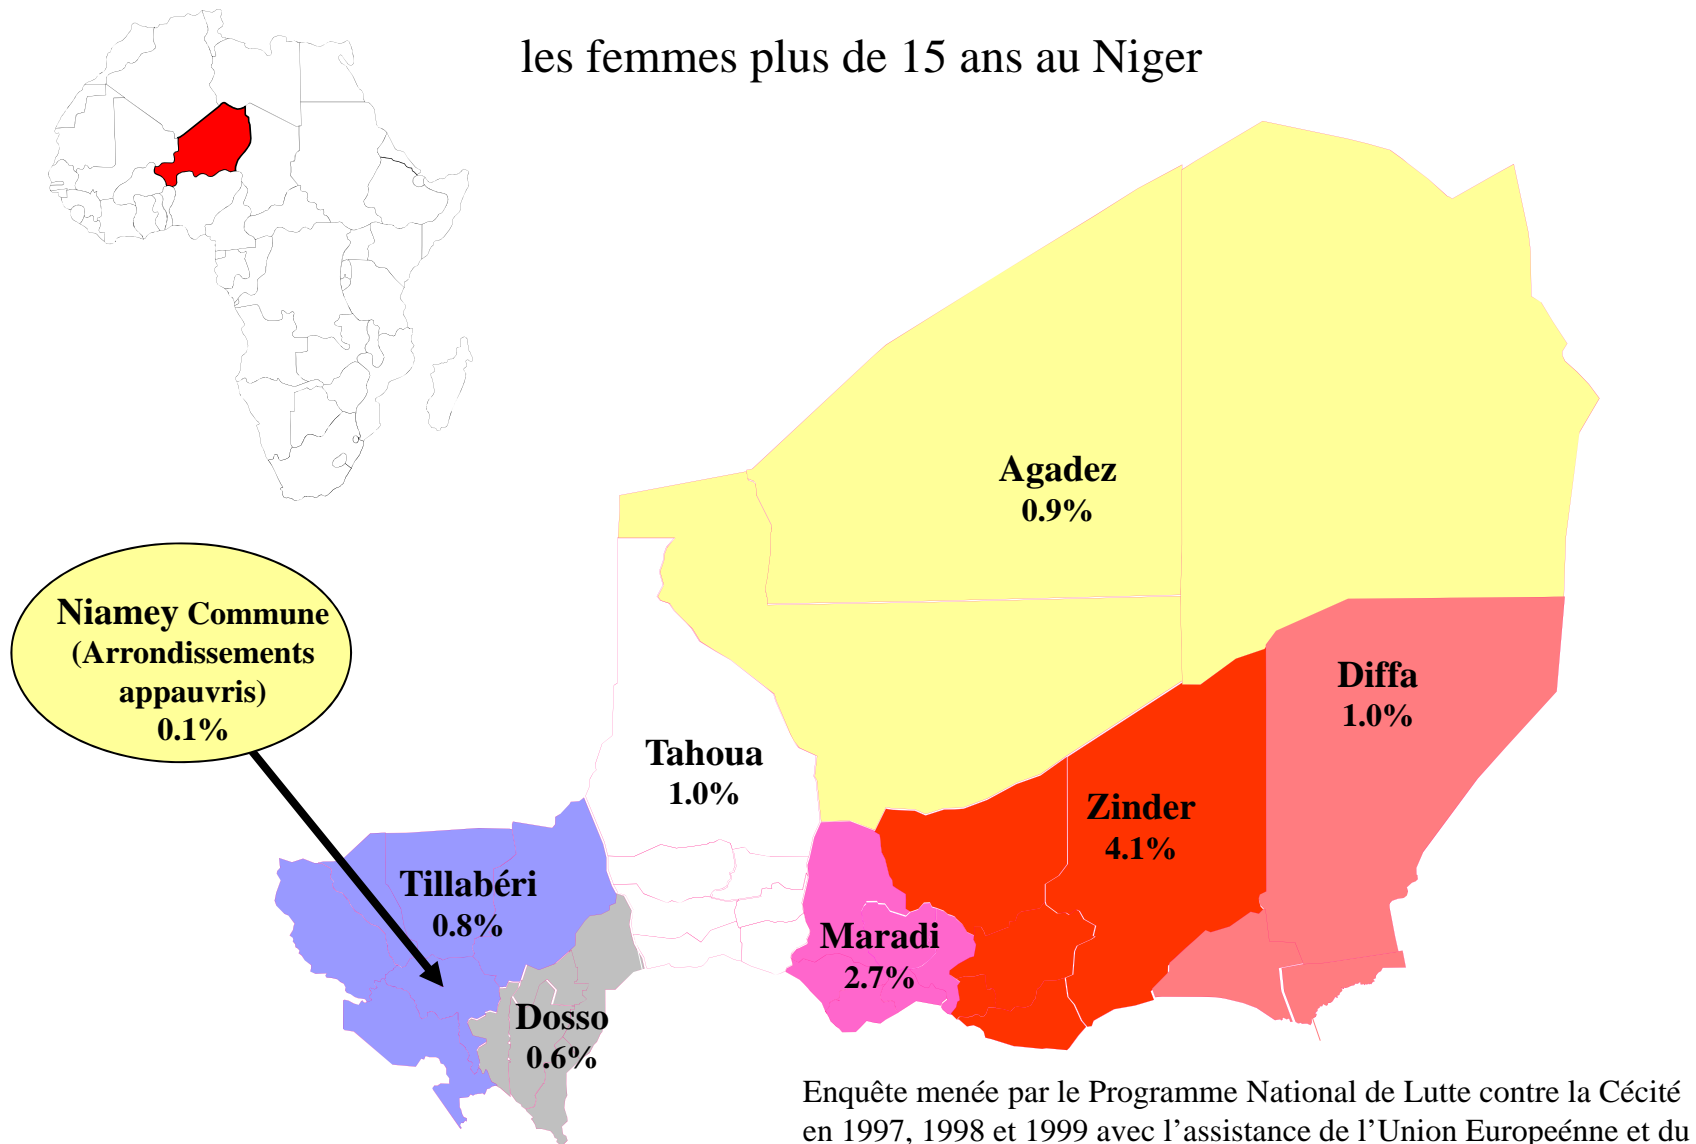 les femmes plus de 15 ans au Niger
Agadez
0.9%
Niamey Commune
(Arrondissements
appauvris)
0.1%
Diffa
1.0%
Tahoua
1.0%
Zinder
4.1%
Tillabéri
0.8%
Maradi
2.7%
Dosso
0.6%
Enquête menée par le Programme National de Lutte contre la Cécité
en 1997, 1998 et 1999 avec l’assistance de l’Union Europeénne et du